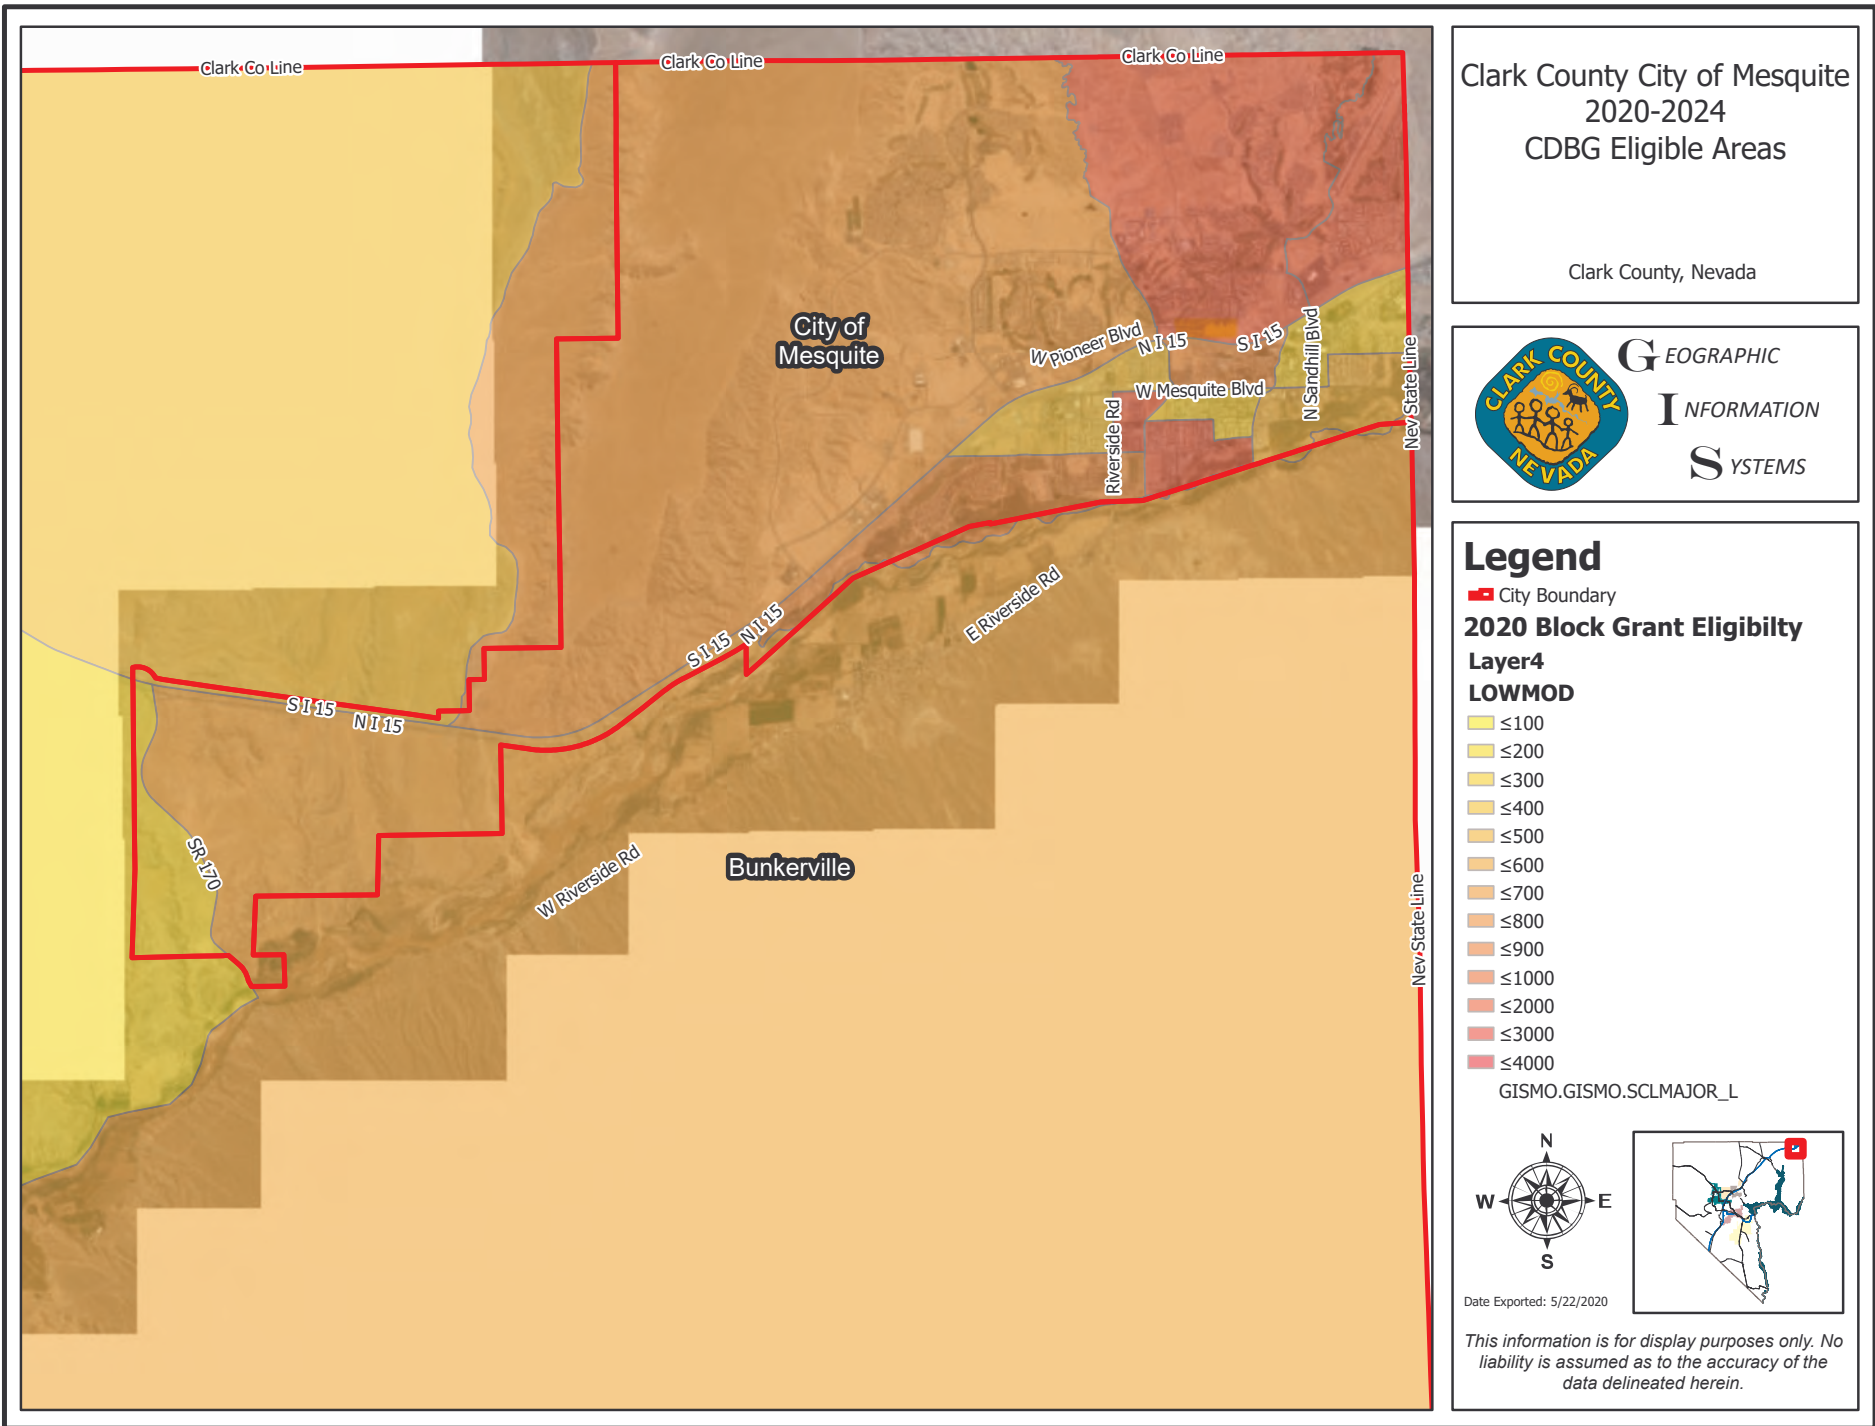 Clark Co Line
Clark Co Line
Clark Co Line
City of
Mesquite
W Pioneer Blvd
N I 15
S I 15
N Sandhill Blvd
Nev State Line
W Mesquite Blvd
Riverside Rd
E Riverside Rd
S I 15
N I 15
S I 15
N I 15
SR 170
W Riverside Rd
Bunkerville
Nev State Line
Clark County City of Mesquite
2020-2024
CDBG Eligible Areas
Clark County, Nevada
CLARK COUNTY
NEVADA
GEOGRAPHIC
INFORMATION
SYSTEMS
Legend
City Boundary
2020 Block Grant Eligibilty
Layer4
LOWMOD
≤100
≤200
≤300
≤400
≤500
≤600
≤700
≤800
≤900
≤1000
≤2000
≤3000
≤4000
GISMO.GISMO.SCLMAJOR_L
N
W E
S
Date Exported: 5/22/2020
This information is for display purposes only. No
liability is assumed as to the accuracy of the
data delineated herein.